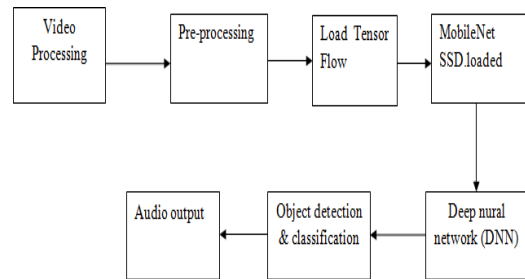 Video
Processing
Pre-processing
Load Tensor
Flow
MobileNet
SSD.loaded
Deep nural
network (DNN)
Object detection
& classification
Audio output